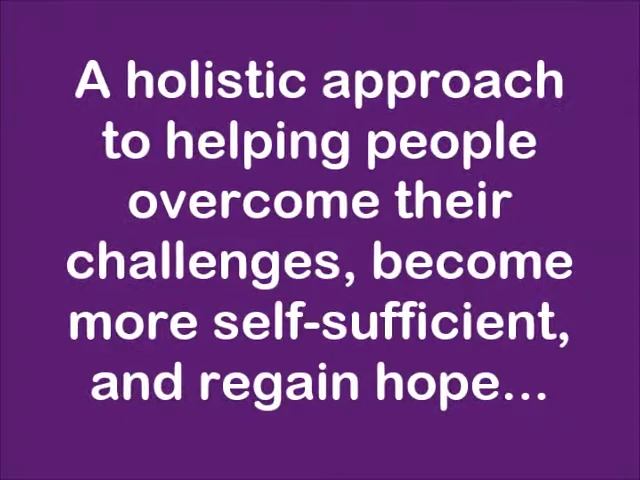 A holistic approach
to helping people
overcome their
challenges, become
more self-sufficient,
and regain hope...